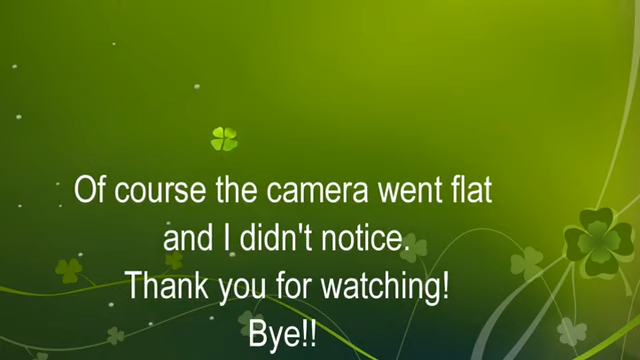 Of course the camera went flat
and I didn't notice.
Thank you for watching!
Bye!!